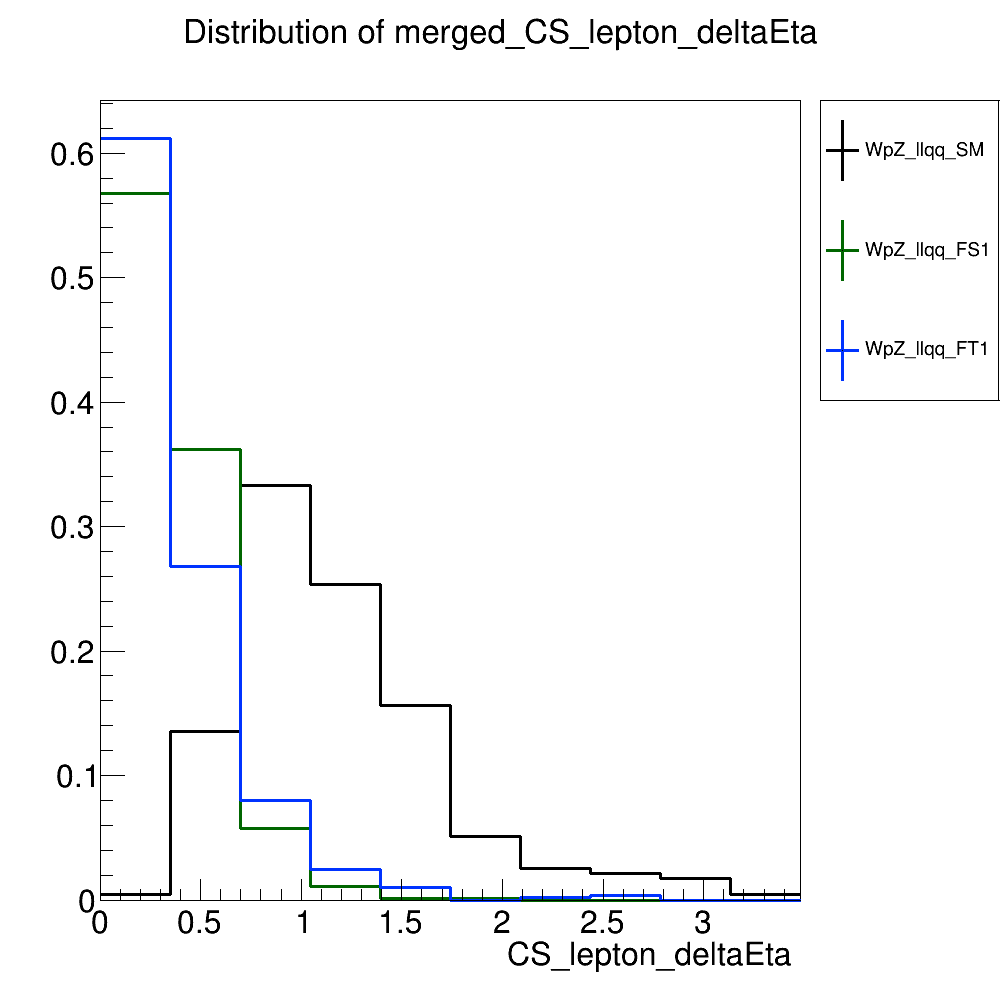 Distribution of merged_CS_lepton_deltaEta
WpZ_llqq_SM
WpZ_llqq_FS1
WpZ_llqq_FT1
0.6
0.5
0.4
0.3
0.2
0.1
0
0 0.5 1 1.5 2 2.5 3
CS_lepton_deltaEta